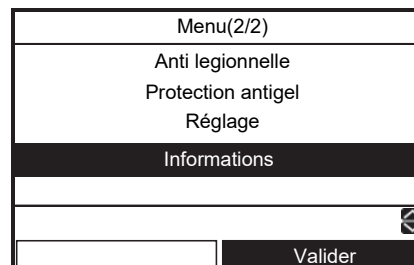 Menu(2/2)
Anti legionnelle
Protection antigel
Réglage
Informations
Valider